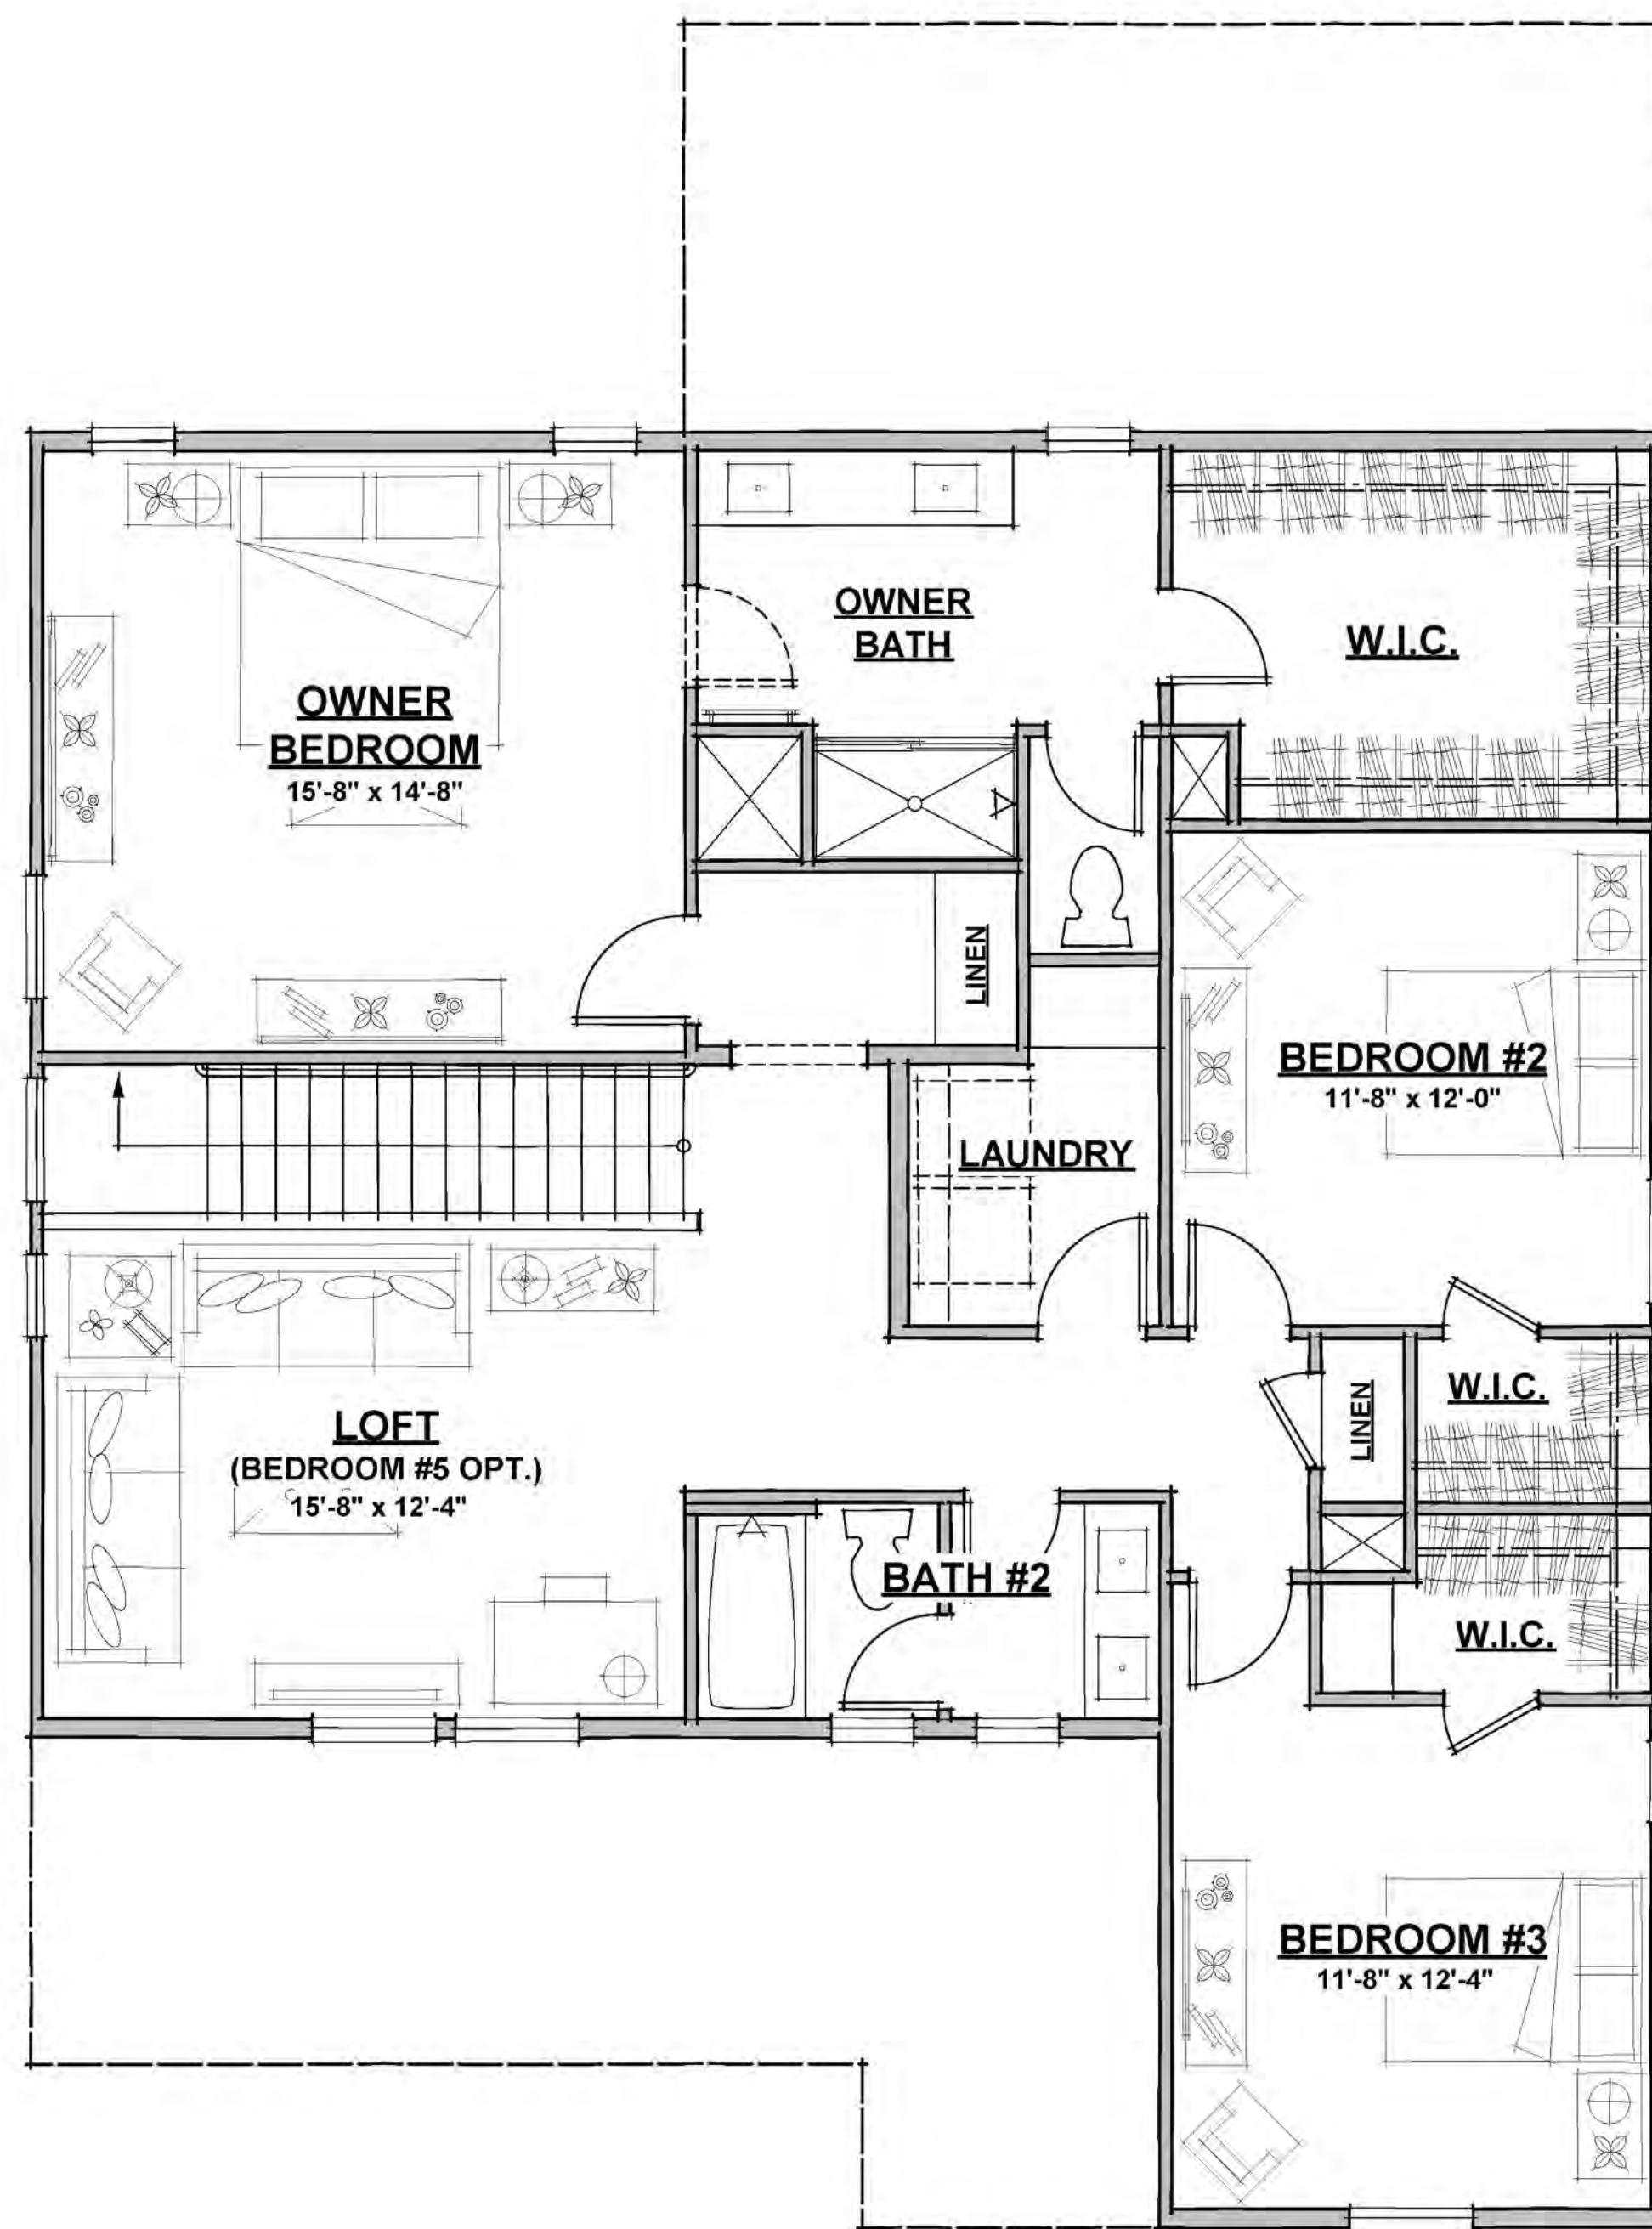 OWNER
BATH
W.I.C.
OWNER
BEDROOM
15'-8" x 14'-8"
LINEN
BEDROOM #2
11'-8" x 12'-0"
LAUNDRY
W.I.C.
LINEN
LOFT
(BEDROOM #5 OPT.)
15'-8" x 12'-4"
BATH #2
W.I.C.
BEDROOM #3
11'-8" x 12'-4"